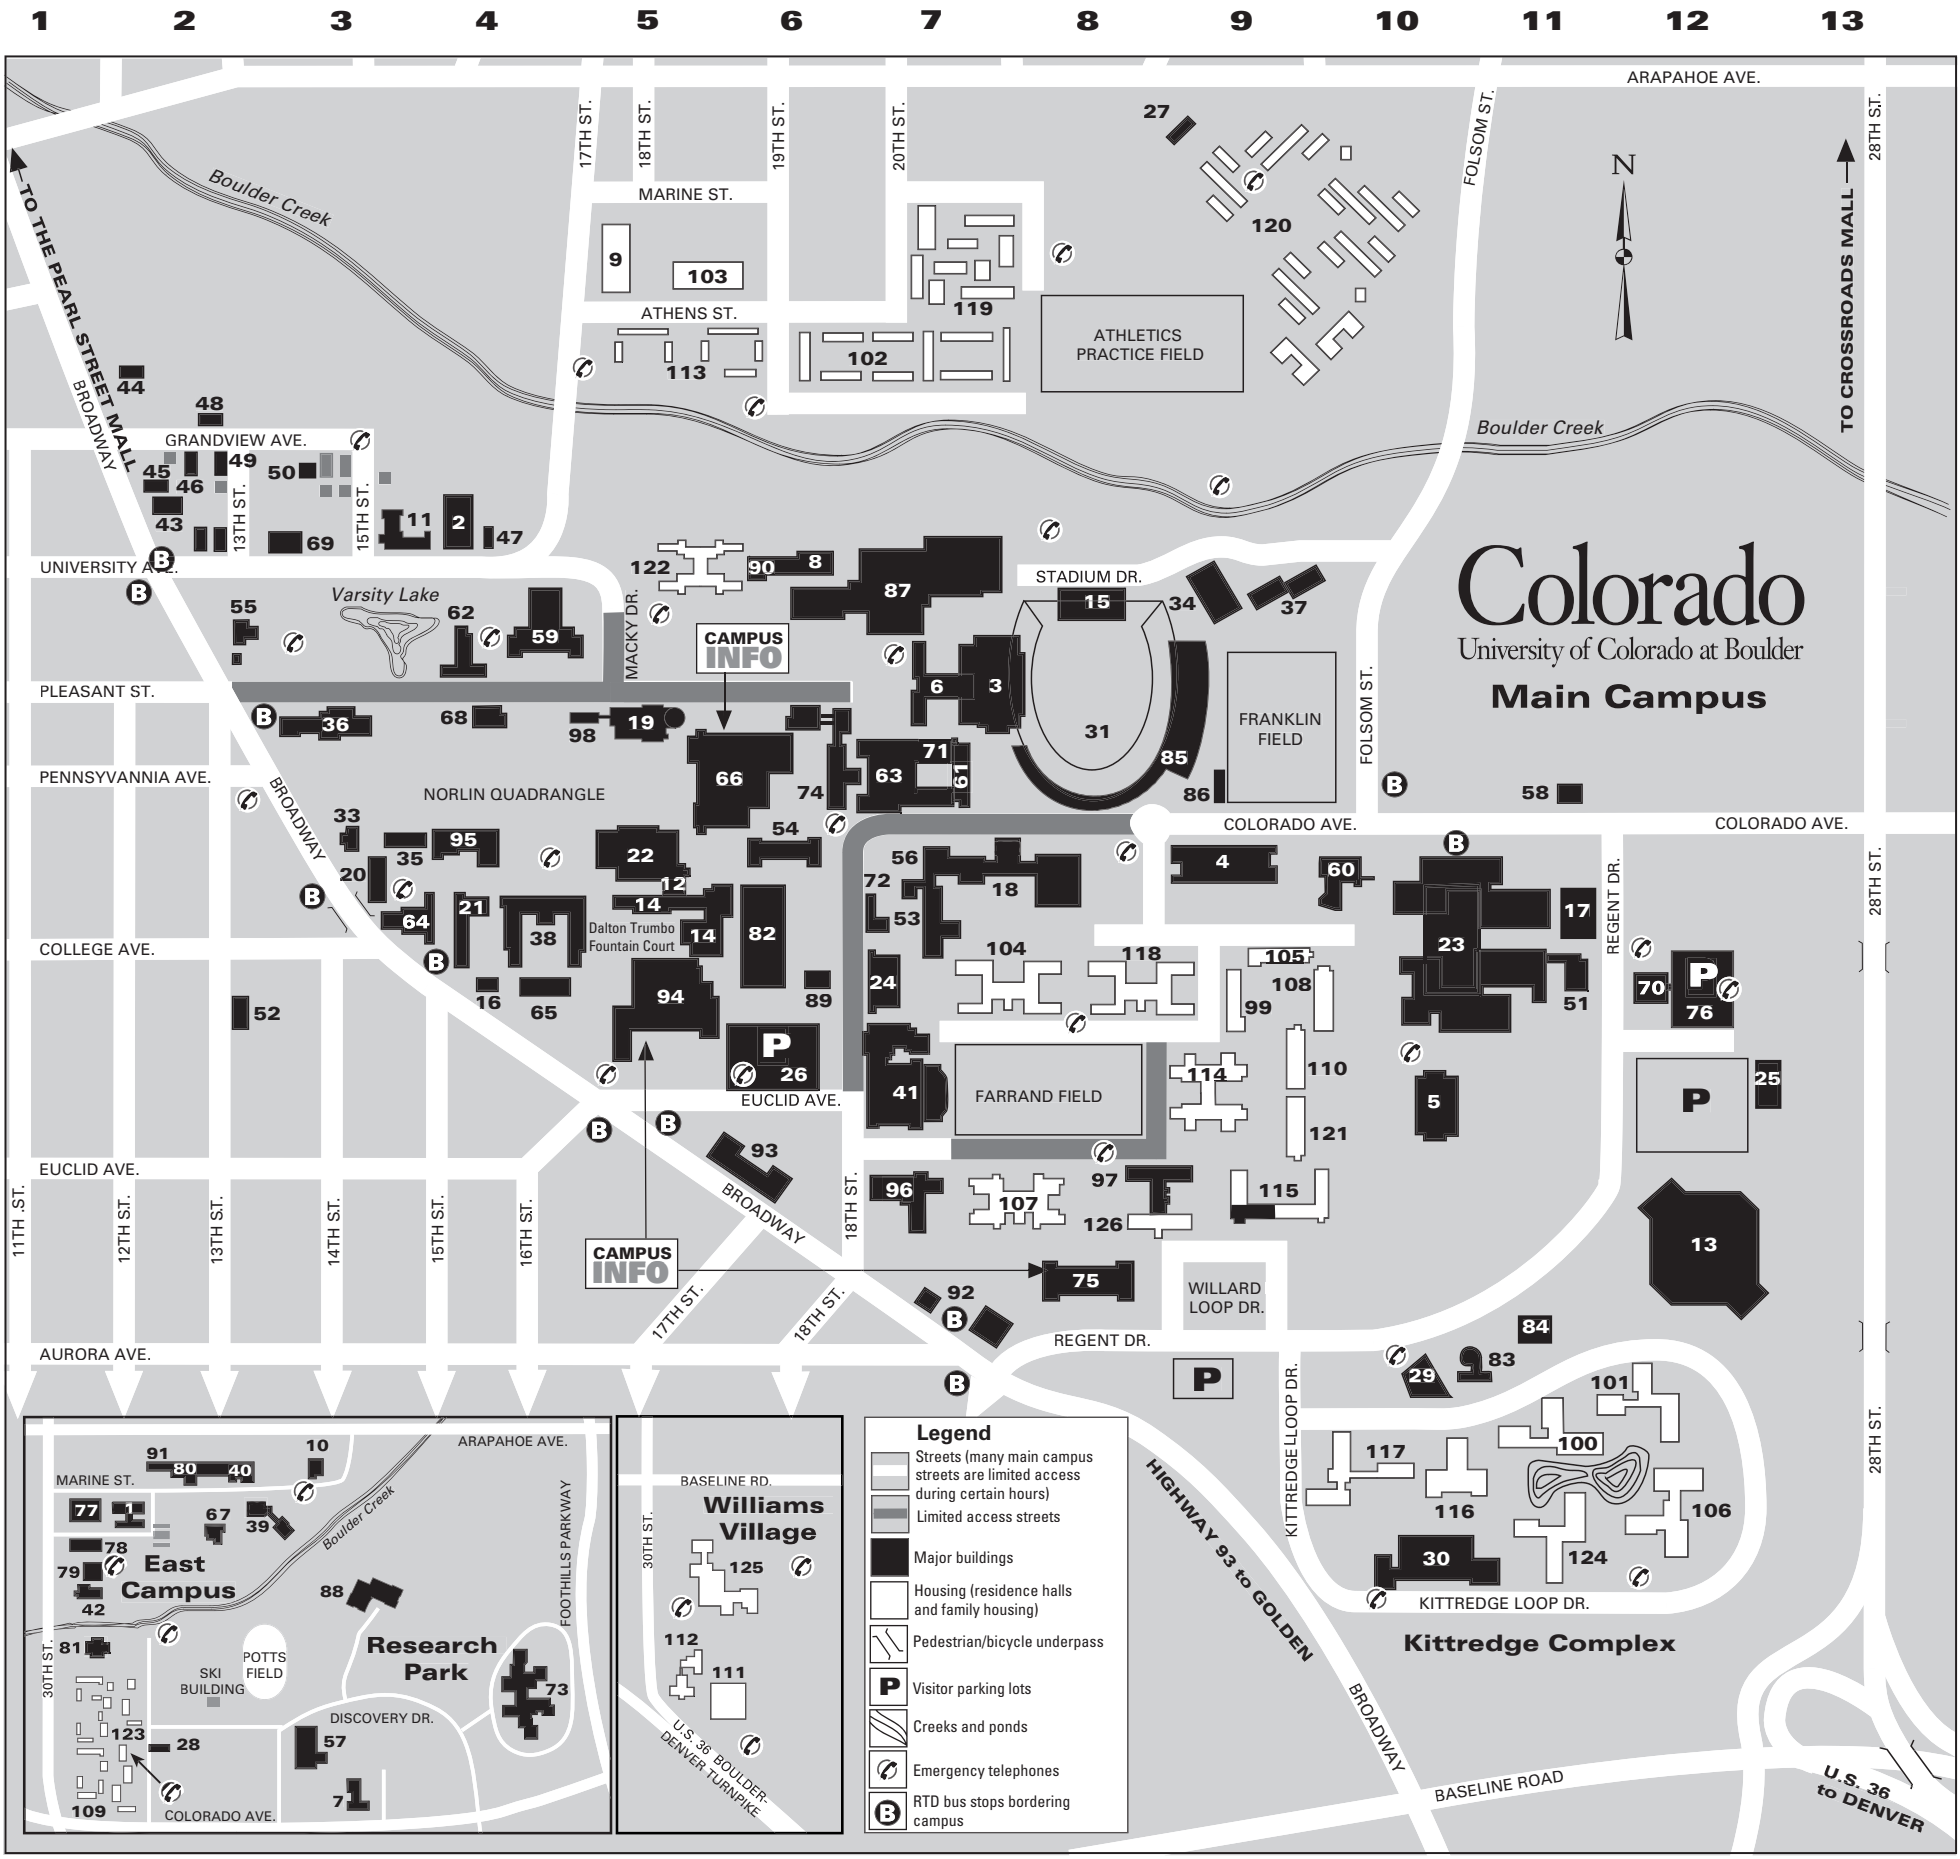 1 2 3 4 5 6 7 8 9 10 11 12 13
ARAPAHOE AVE.
17TH ST.
18TH ST.
19TH ST.
20TH ST.
FOLSOM ST.
28TH ST.
27
N
Boulder Creek
TO THE PEARL STREET MALL
TO CROSSROADS MALL
MARINE ST.
120
9
103
119
ATHENS ST.
ATHLETICS
PRACTICE FIELD
102
113
44
BROADWAY
48
GRANDVIEW AVE.
Boulder Creek
45
46
49
50
43
13TH ST.
69
15TH ST.
11
2
47
B
UNIVERSITY AVE.
B
122
90
8
87
STADIUM DR.
15
34
37
Colorado
University of Colorado at Boulder
Main Campus
Varsity Lake
55
62
59
MACKY DR.
CAMPUS
INFO
6
3
31
85
86
FRANKLIN
FIELD
FOLSOM ST.
PLEASANT ST.
B
36
68
98
19
66
74
63
71
61
B
58
PENNSYVANNIA AVE.
BROADWAY
NORLIN QUADRANGLE
COLORADO AVE.
COLORADO AVE.
33
35
95
22
54
56
18
4
60
B
REGENT DR.
28TH ST.
20
12
72
B
64
21
38
14
Dalton Trumbo
Fountain Court
14
82
53
23
17
COLLEGE AVE.
B
104
118
105
108
16
65
94
89
24
99
51
70
P
76
52
P
26
41
FARRAND FIELD
114
110
5
P
25
EUCLID AVE.
B
B
121
93
EUCLID AVE.
96
107
97
126
115
13
11TH .ST.
12TH ST.
13TH ST.
14TH ST.
15TH ST.
16TH ST.
BROADWAY
18TH ST.
CAMPUS
INFO
75
WILLARD
LOOP DR.
17TH ST.
18TH ST.
92
B
REGENT DR.
84
AURORA AVE.
B
P
29
83
101
KITTREDGE LLOOP DR.
100
117
116
106
30
124
KITTREDGE LOOP DR.
Kittredge Complex
28TH ST.
HIGHWAY 93 to GOLDEN
BROADWAY
BASELINE ROAD
U.S. 36
to DENVER
ARAPAHOE AVE.
91
80
40
10
MARINE ST.
77
1
67
39
Boulder Creek
FOOTHILLS PARKWAY
78
79
East
Campus
42
88
81
30TH ST.
SKI
BUILDING
POTTS
FIELD
Research
Park
73
DISCOVERY DR.
123
28
57
7
109
COLORADO AVE.
BASELINE RD.
Williams
Village
30TH ST.
125
112
111
U.S. 36 BOULDER-
DENVER TURNPIKE
Legend
Streets (many main campus
streets are limited access
during certain hours)
Limited access streets
Major buildings
Housing (residence halls
and family housing)
Pedestrian/bicycle underpass
P
Visitor parking lots
Creeks and ponds
Emergency telephones
B
RTD bus stops bordering
campus